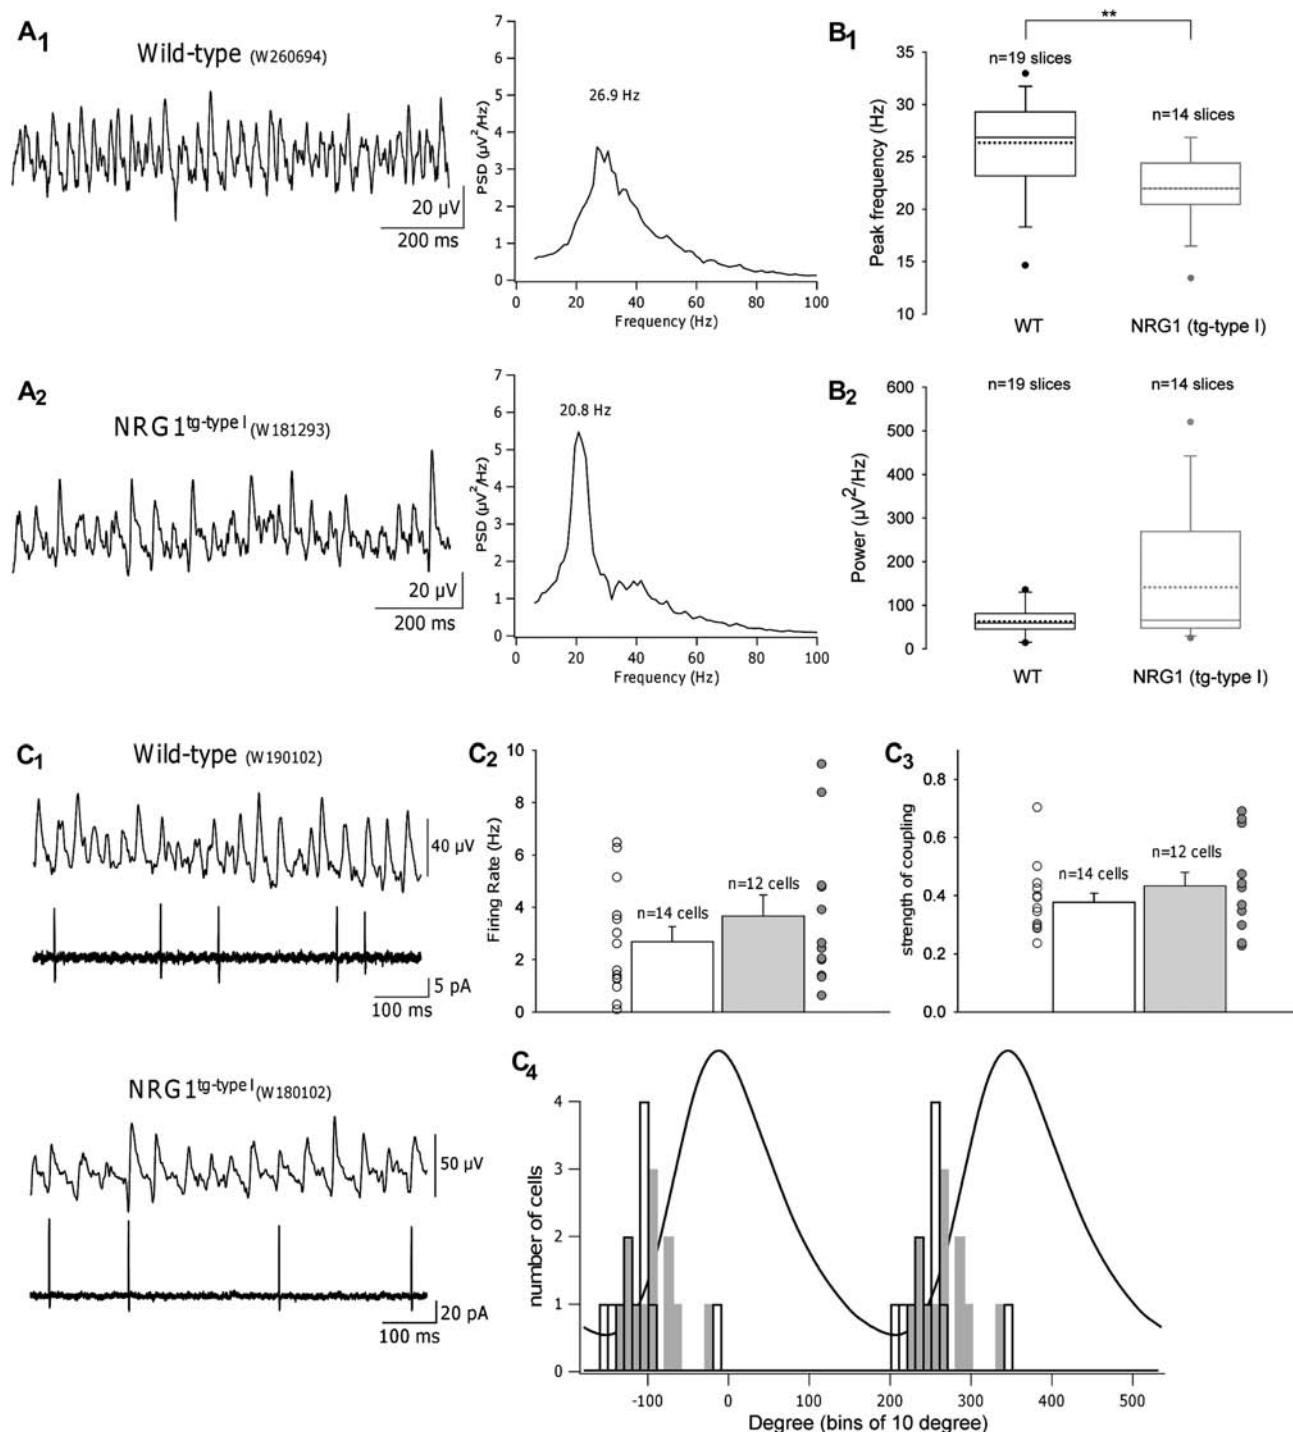 A1
Wild-type (W260694)
20 µV
200 ms
7
6
5
4
3
2
1
0
PSD (µV2/Hz)
26.9 Hz
0 20 40 60 80 100
Frequency (Hz)
B1
**
35
30
25
20
15
10
Peak frequency (Hz)
n=19 slices
n=14 slices
WT
NRG1 (tg-type I)
A2
NRG1tg-type I (W181293)
20 µV
200 ms
7
6
5
4
3
2
1
0
PSD (µV2/Hz)
20.8 Hz
0 20 40 60 80 100
Frequency (Hz)
B2
600
500
400
300
200
100
0
Power (µV2/Hz)
n=19 slices
n=14 slices
WT
NRG1 (tg-type I)
C1
Wild-type (W190102)
40 µV
5 pA
100 ms
NRG1tg-type I (W180102)
50 µV
20 pA
100 ms
C2
10
8
6
4
2
0
Firing Rate (Hz)
n=14 cells
n=12 cells
C3
0.8
0.6
0.4
0.2
0.0
strength of coupling
n=14 cells
n=12 cells
C4
4
3
2
1
0
number of cells
-100 0 100 200 300 400 500
Degree (bins of 10 degree)